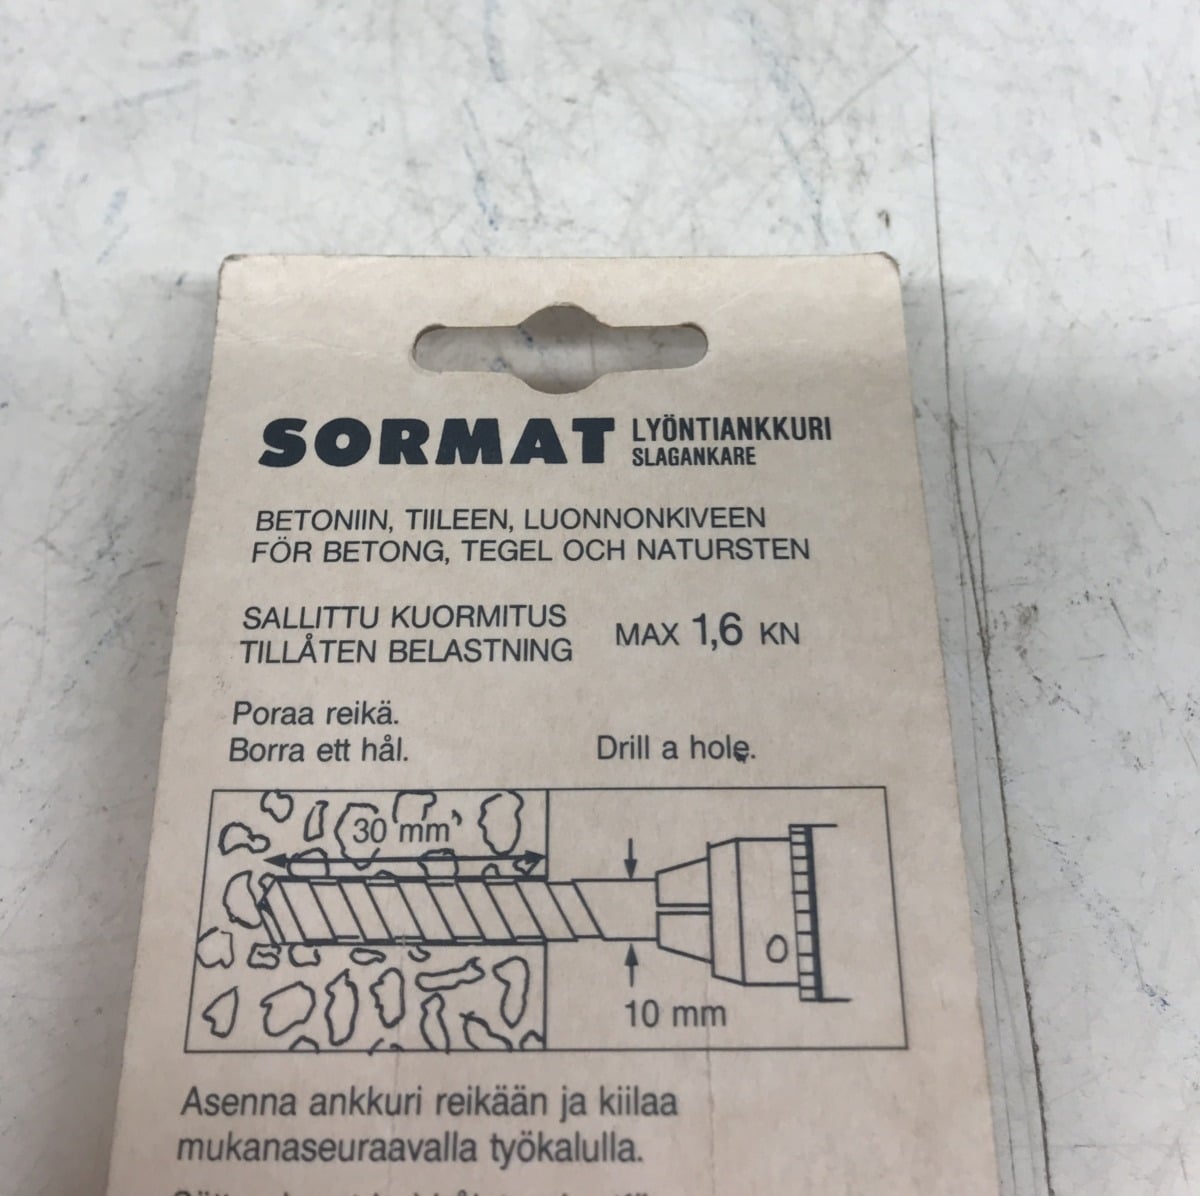 SORMAT LYÖNTIANKKURI
SLAGANKARE
BETONIIN, TIILEEN, LUONNONKIVEEN
FÖR BETONG, TEGEL OCH NATURSTEN
SALLITTU KUORMITUS
TILLÅTEN BELASTNING
MAX 1,6 KN
Poraa reikä.
Borra ett hål.
Drill a hole.
30 mm
10 mm
Asenna ankkuri reikään ja kiilaa
mukanaseuraavalla työkalulla.